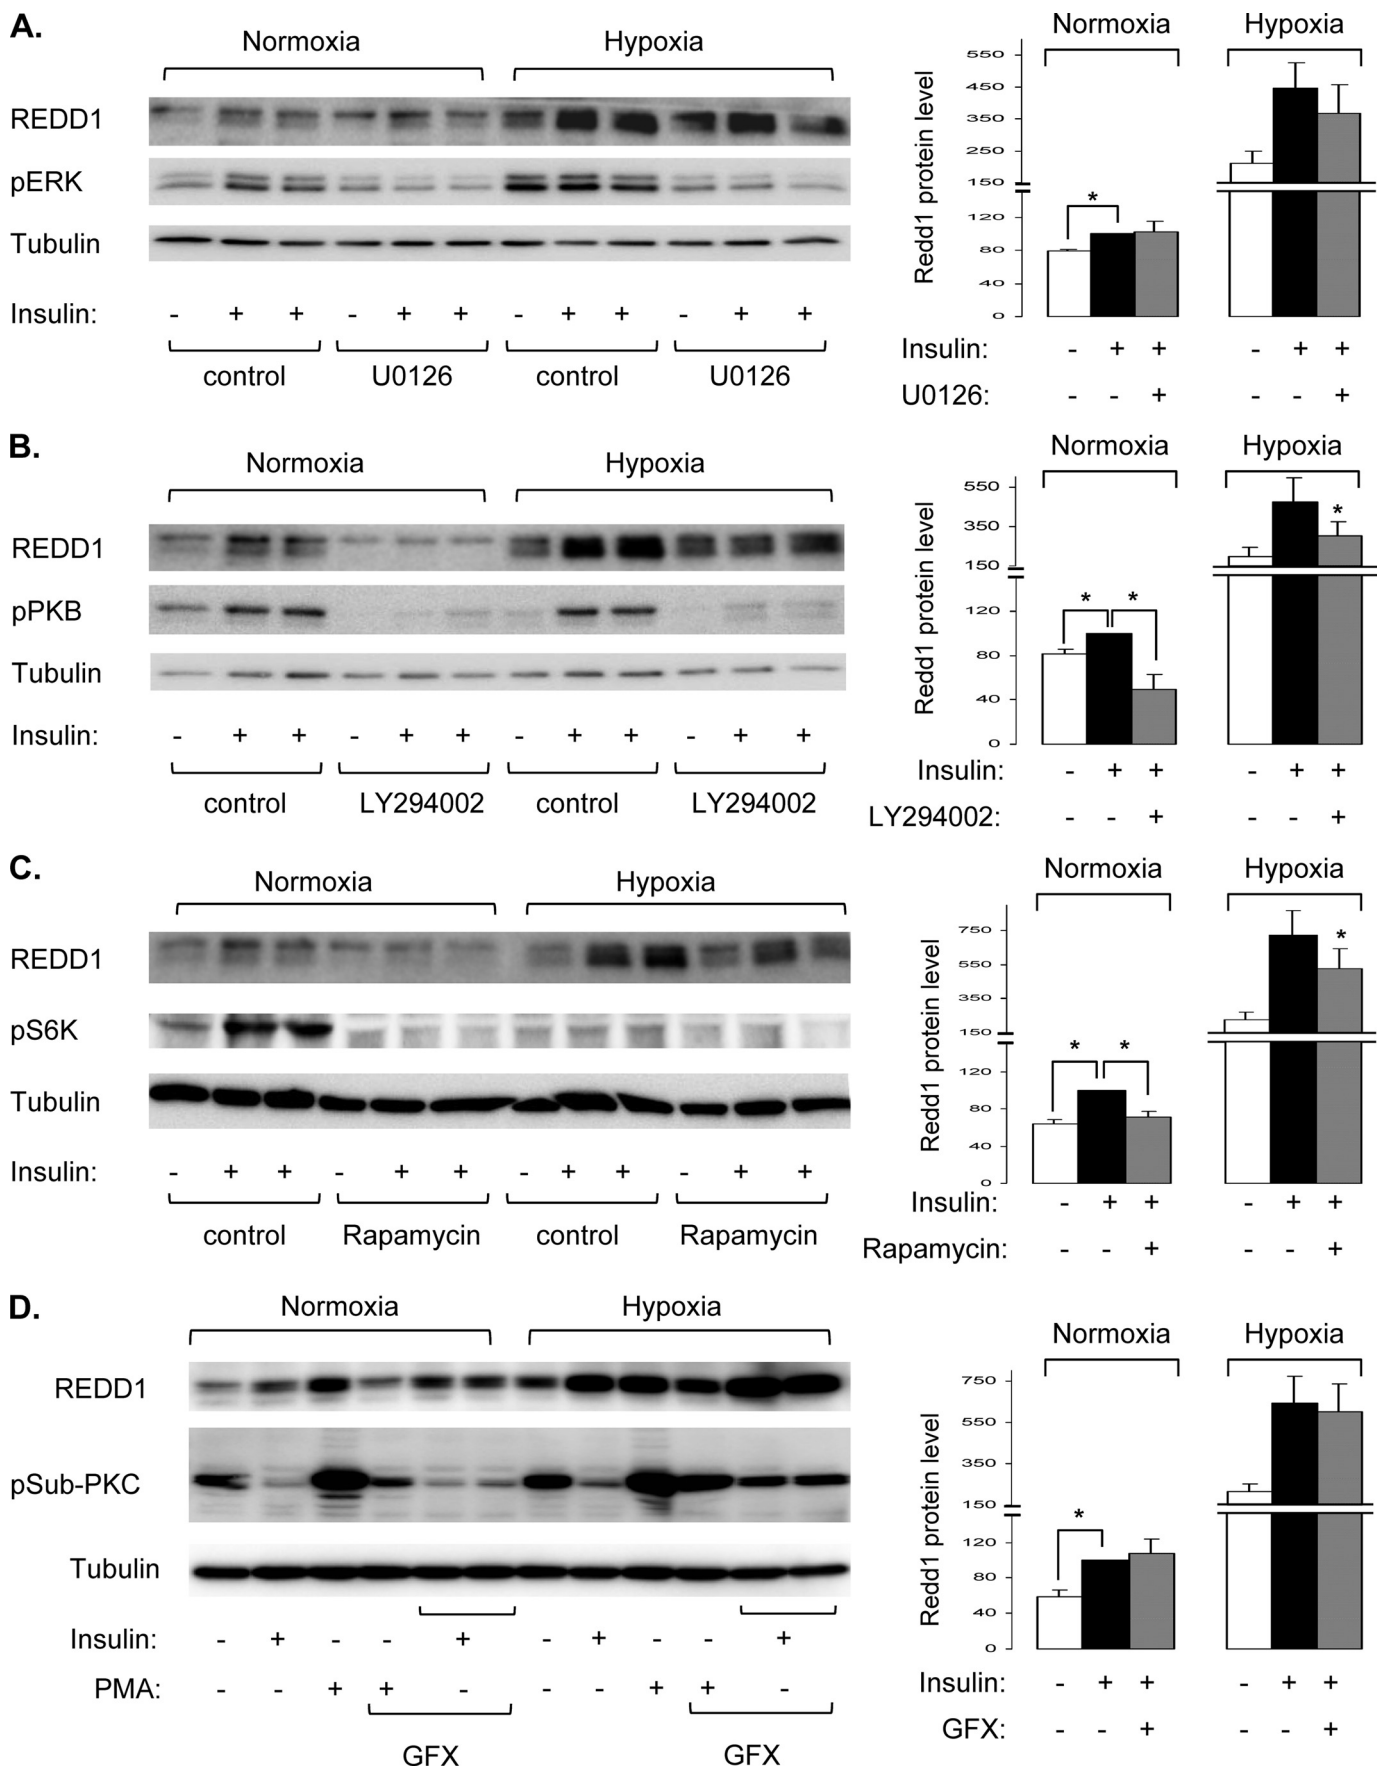 A.
Normoxia Hypoxia
REDD1
pERK
Tubulin
Insulin: - + + - + + - + + - + +
control U0126 control U0126
Normoxia Hypoxia
Redd1 protein level
550
450
350
250
150
120
80
40
0
Insulin: - + + - + +
U0126: - - + - - +
*
B.
Normoxia Hypoxia
REDD1
pPKB
Tubulin
Insulin: - + + - + + - + + - + +
control LY294002 control LY294002
Normoxia Hypoxia
Redd1 protein level
550
350
150
120
80
40
0
* * *
Insulin: - + + - + +
LY294002: - - + - - +
C.
Normoxia Hypoxia
REDD1
pS6K
Tubulin
Insulin: - + + - + + - + + - + +
control Rapamycin control Rapamycin
Normoxia Hypoxia
Redd1 protein level
750
550
350
150
120
80
40
0
* * *
Insulin: - + + - + +
Rapamycin: - - + - - +
D.
Normoxia Hypoxia
REDD1
pSub-PKC
Tubulin
Insulin: - + - - + - + - - +
PMA: - - + + - - - + + -
GFX GFX
Normoxia Hypoxia
Redd1 protein level
750
550
350
150
120
80
40
0
*
Insulin: - + + - + +
GFX: - - + - - +